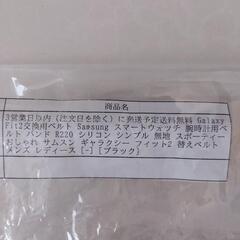 商品名
3営業日以内（注文日を除く）に発送予定送料無料 Galaxy
Fit2交換用ベルト Samsung スマートウォッチ 腕時計用ベ
ルト バンド R220 シリコン シンプル 無地 スポーティー
おしゃれ サムスン ギャラクシー フィット2 替えベルト
メンズ レディース [-] [ブラック]